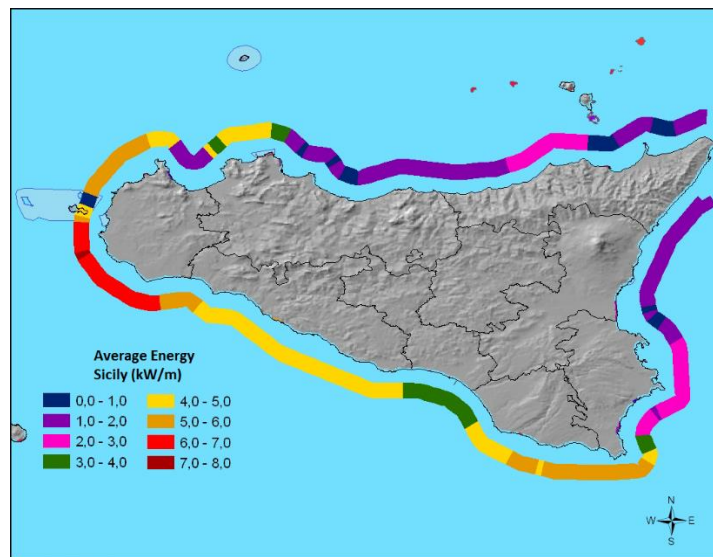 Average Energy
Sicily (kW/m)
0,0 - 1,0
1,0 - 2,0
2,0 - 3,0
3,0 - 4,0
4,0 - 5,0
5,0 - 6,0
6,0 - 7,0
7,0 - 8,0
N
W E
S